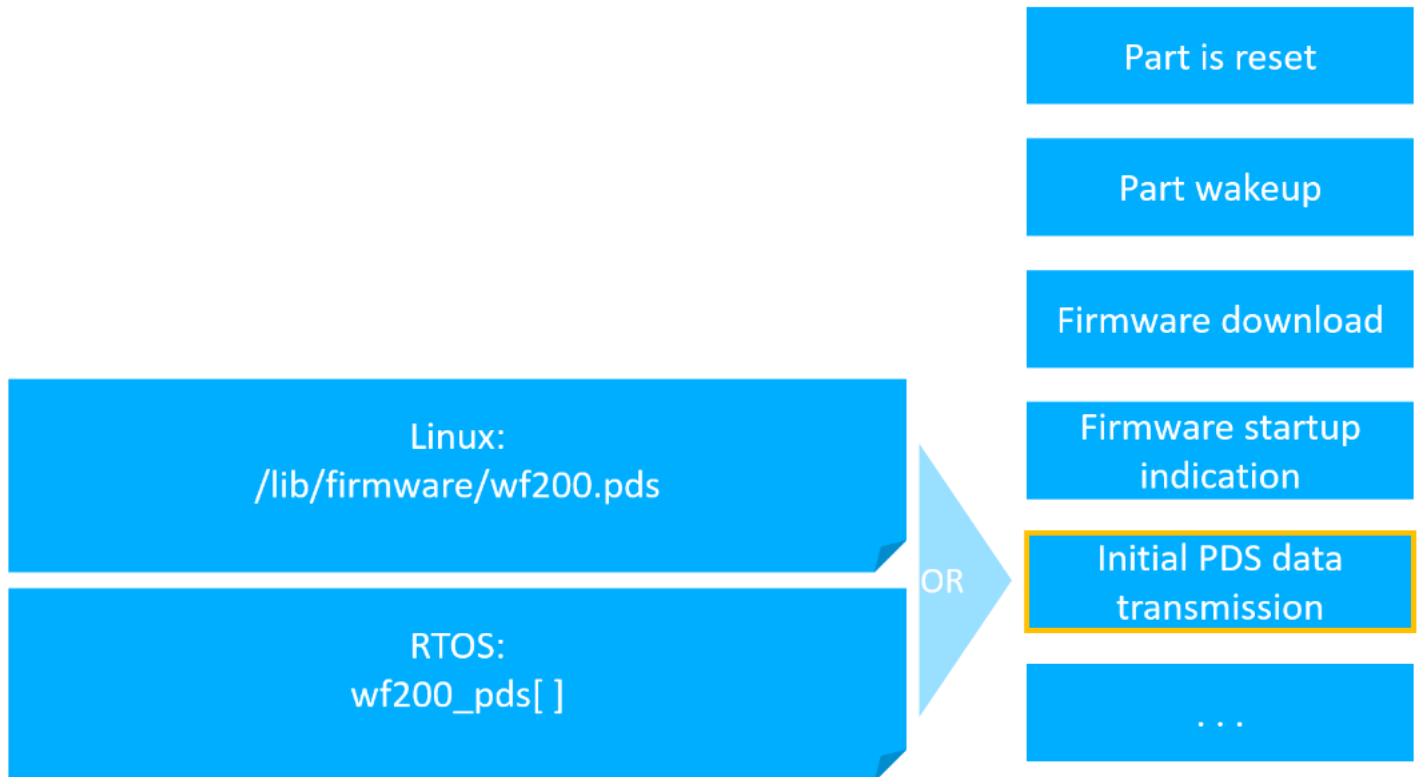 Part is reset
Part wakeup
Firmware download
Firmware startup
indication
Linux:
/lib/firmware/wf200.pds
OR
RTOS:
wf200_pds[ ]
Initial PDS data
transmission
. . .